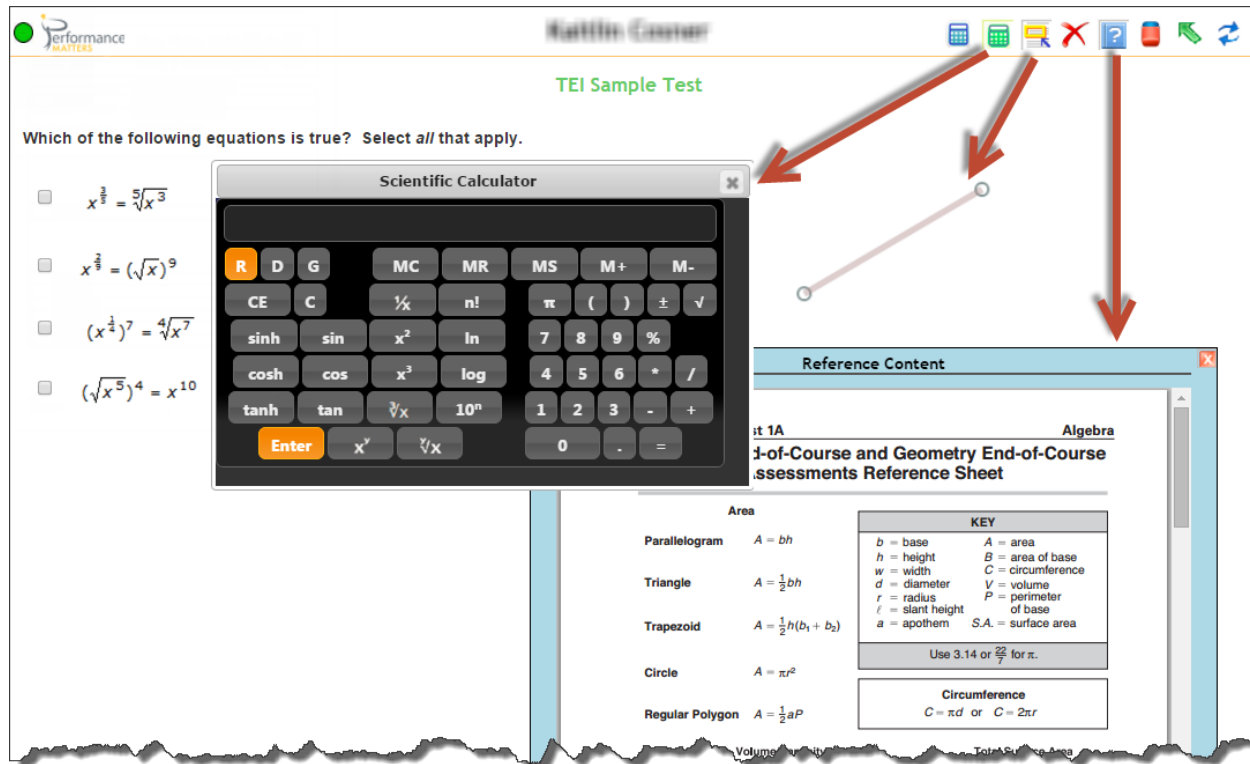 Performance
MATTERS
TEI Sample Test
Which of the following equations is true? Select all that apply.
x^(3/5) = ⁵√(x³)
x^(2/9) = (√x)⁹
(x^(1/4))⁷ = ⁴√(x⁷)
(√(x⁵))⁴ = x¹⁰
Scientific Calculator
R D G MC MR MS M+ M-
CE C ¹⁄x n! π ( ) ± √
sinh sin x² ln 7 8 9 %
cosh cos x³ log 4 5 6 * /
tanh tan ³√x 10ⁿ 1 2 3 - +
Enter xʸ ʸ√x 0 . =
Reference Content
st 1A Algebra
d-of-Course and Geometry End-of-Course
ssessments Reference Sheet
Area
Parallelogram A = bh
Triangle A = ½bh
Trapezoid A = ½h(b₁ + b₂)
Circle A = πr²
Regular Polygon A = ½aP
KEY
b = base A = area
h = height B = area of base
w = width C = circumference
d = diameter V = volume
r = radius P = perimeter
ℓ = slant height of base
a = apothem S.A. = surface area
Use 3.14 or 22/7 for π.
Circumference
C = πd or C = 2πr